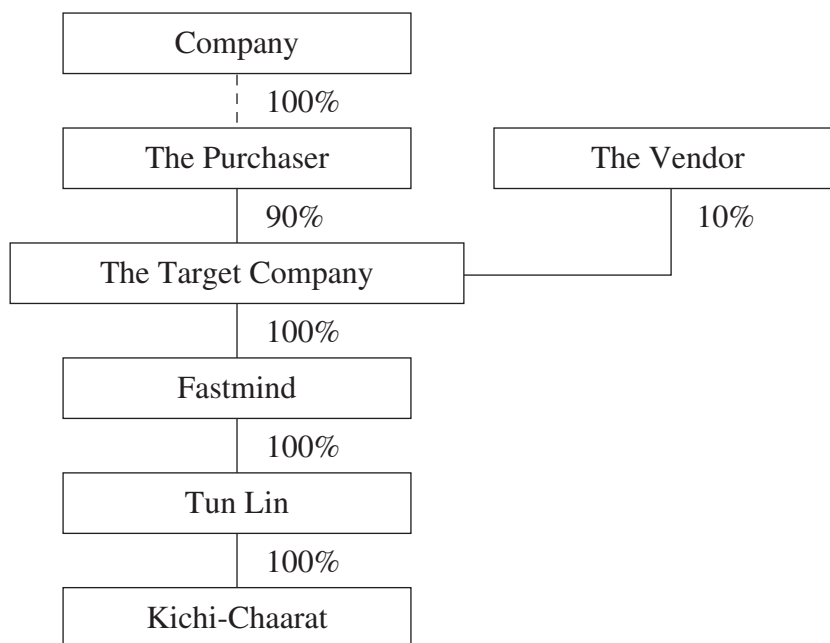 Company
100%
The Purchaser
The Vendor
90%
10%
The Target Company
100%
Fastmind
100%
Tun Lin
100%
Kichi-Chaarat